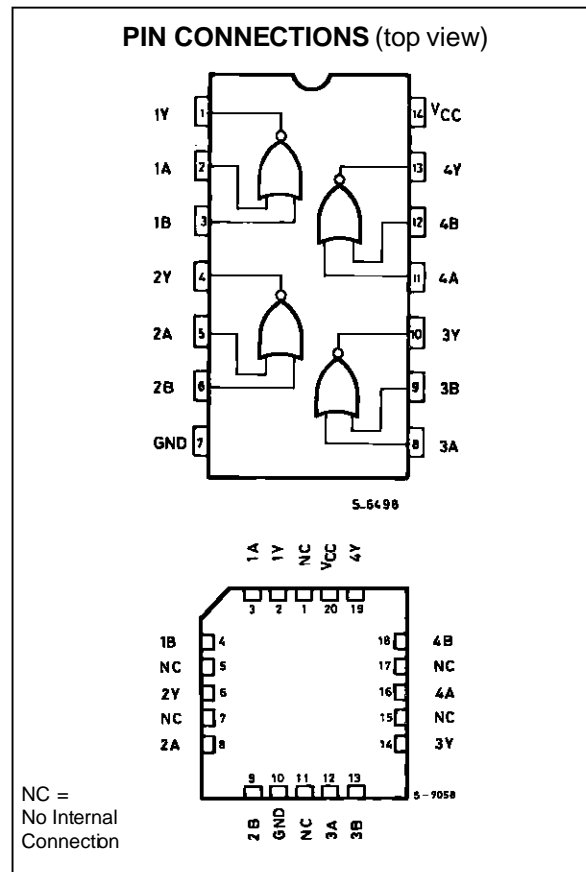 PIN CONNECTIONS (top view)
1Y 1 14 VCC
1A 2 13 4Y
1B 3 12 4B
2Y 4 11 4A
2A 5 10 3Y
2B 6 9 3B
GND 7 8 3A
S-6498
1A 1Y NC VCC 4Y
3 2 1 20 19
1B 4 18 4B
NC 5 17 NC
2Y 6 16 4A
NC 7 15 NC
2A 8 14 3Y
9 10 11 12 13
S-9058
2B GND NC 3A 3B
NC =
No Internal
Connection